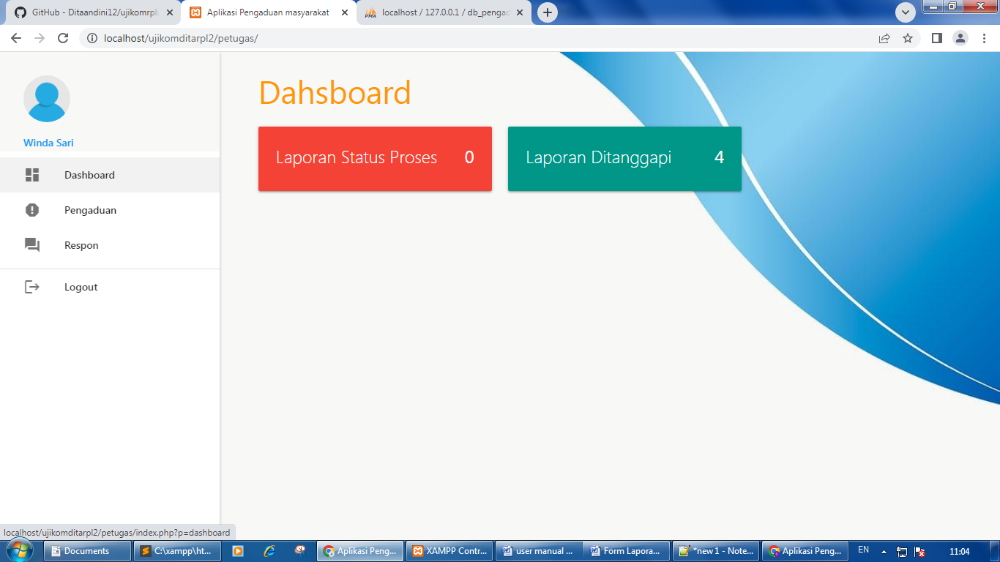 GitHub - Ditaandini12/ujikomrpl
Aplikasi Pengaduan masyarakat
PMA
localhost / 127.0.0.1 / db_pengad
localhost/ujikomditarpl2/petugas/
Winda Sari
Dashboard
Pengaduan
Respon
Logout
Dahsboard
Laporan Status Proses 0
Laporan Ditanggapi 4
localhost/ujikomditarpl2/petugas/index.php?p=dashboard
Documents
C:\xampp\ht...
Aplikasi Peng...
XAMPP Contr...
user manual ...
Form Lapora...
*new 1 - Note...
Aplikasi Peng...
EN
11:04